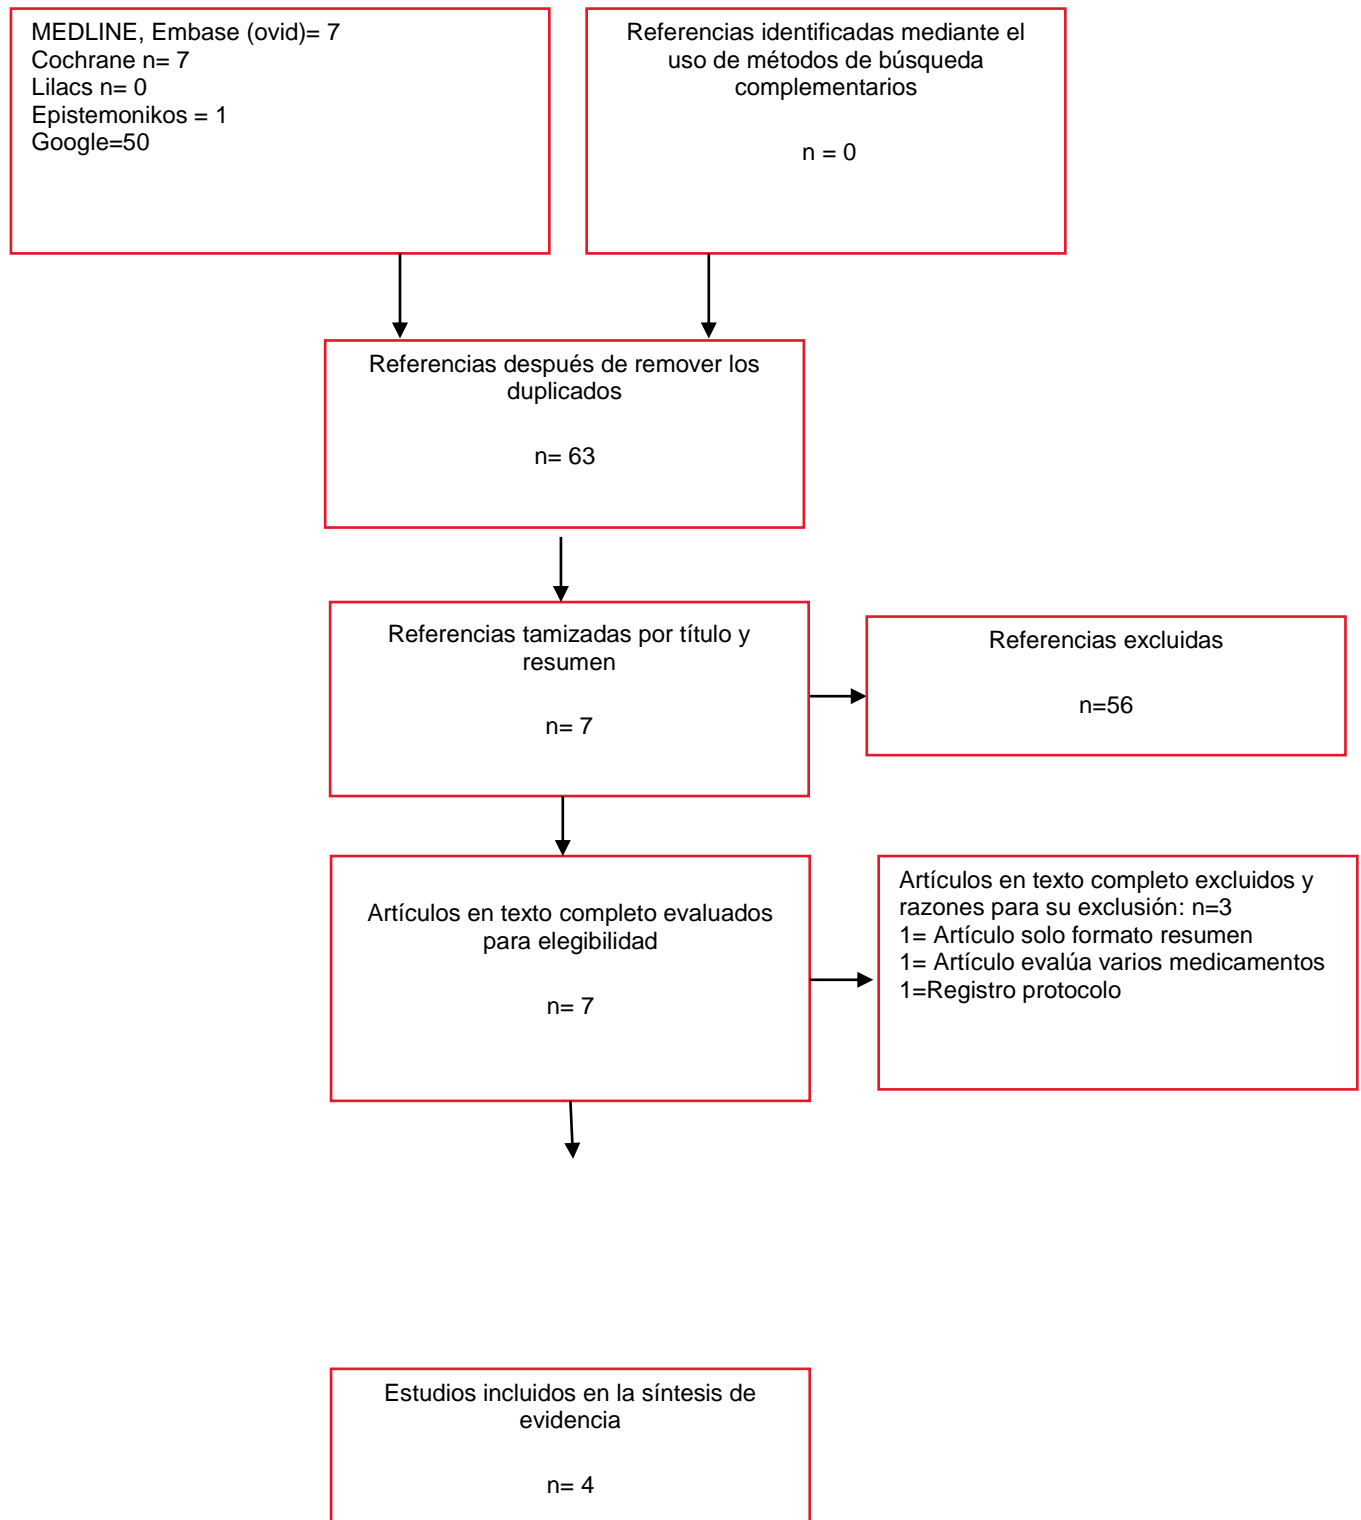 MEDLINE, Embase (ovid)= 7
Cochrane n= 7
Lilacs n= 0
Epistemonikos = 1
Google=50
Referencias identificadas mediante el
uso de métodos de búsqueda
complementarios
n = 0
Referencias después de remover los
duplicados
n= 63
Referencias tamizadas por título y
resumen
n= 7
Referencias excluidas
n=56
Artículos en texto completo evaluados
para elegibilidad
n= 7
Artículos en texto completo excluidos y
razones para su exclusión: n=3
1= Artículo solo formato resumen
1= Artículo evalúa varios medicamentos
1=Registro protocolo
Estudios incluidos en la síntesis de
evidencia
n= 4